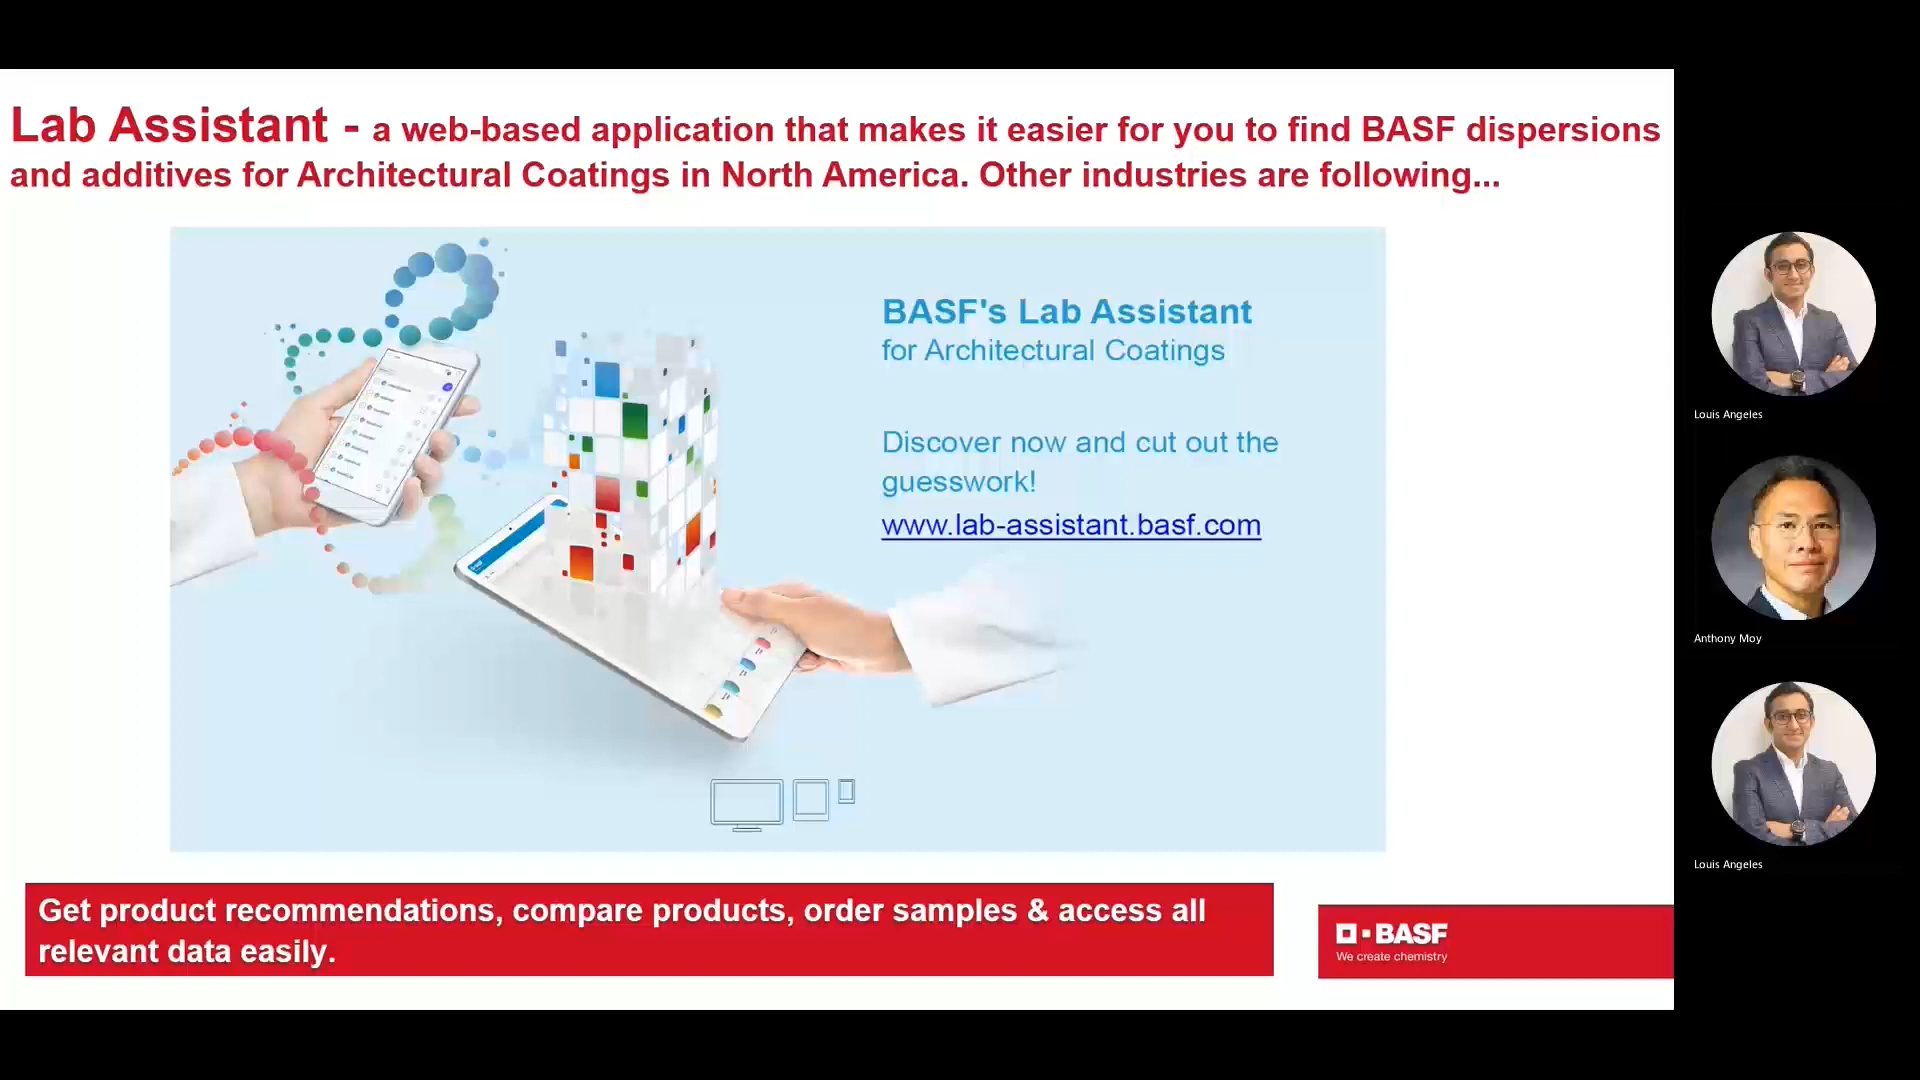 Lab Assistant - a web-based application that makes it easier for you to find BASF dispersions
and additives for Architectural Coatings in North America. Other industries are following...
BASF's Lab Assistant
for Architectural Coatings
Discover now and cut out the
guesswork!
www.lab-assistant.basf.com
Get product recommendations, compare products, order samples & access all
relevant data easily.
BASF
We create chemistry
Louis Angeles
Anthony Moy
Louis Angeles